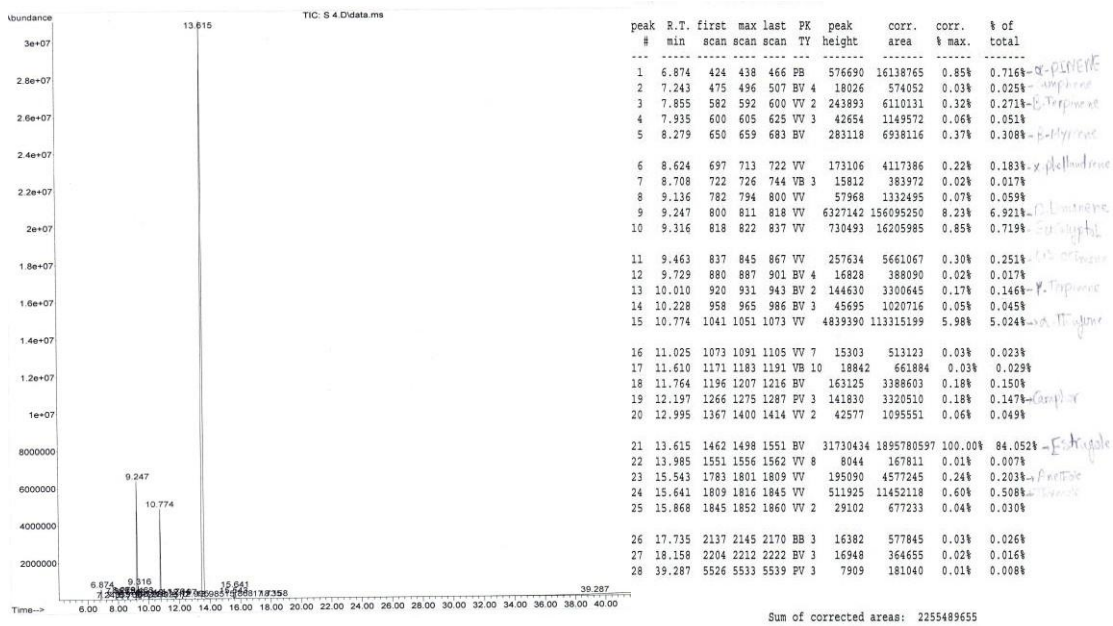 Abundance
TIC: S 4.D\data.ms
13.615
3e+07
2.8e+07
2.6e+07
2.4e+07
2.2e+07
2e+07
1.8e+07
1.6e+07
1.4e+07
1.2e+07
1e+07
8000000
6000000
4000000
2000000
9.247
10.774
6.874
9.316
15.641
39.287
Time-->
6.00 8.00 10.00 12.00 14.00 16.00 18.00 20.00 22.00 24.00 26.00 28.00 30.00 32.00 34.00 36.00 38.00 40.00
peak R.T. first max last PK peak corr. corr. % of
# min scan scan scan TY height area % max. total
1 6.874 424 438 466 PB 576690 16138765 0.85% 0.716% - α-PINENE
2 7.243 475 496 507 BV 4 18026 574052 0.03% 0.025%
3 7.855 582 592 600 VV 2 243893 6110131 0.32% 0.271%
4 7.935 600 605 625 VV 3 42654 1149572 0.06% 0.051%
5 8.279 650 659 683 BV 283118 6938116 0.37% 0.308% - β-Myrcene
6 8.624 697 713 722 VV 173106 4117386 0.22% 0.183%
7 8.708 722 726 744 VB 3 15812 383972 0.02% 0.017%
8 9.136 782 794 800 VV 57968 1332495 0.07% 0.059%
9 9.247 800 811 818 VV 6327142 156095250 8.23% 6.921%
10 9.316 818 822 837 VV 730493 16205985 0.85% 0.719%
11 9.463 837 845 867 VV 257634 5661067 0.30% 0.251%
12 9.729 880 887 901 BV 4 16828 388090 0.02% 0.017%
13 10.010 920 931 943 BV 2 144630 3300645 0.17% 0.146%
14 10.228 958 965 986 BV 3 45695 1020716 0.05% 0.045%
15 10.774 1041 1051 1073 VV 4839390 113315199 5.98% 5.024%
16 11.025 1073 1091 1105 VV 7 15303 513123 0.03% 0.023%
17 11.610 1171 1183 1191 VB 10 18842 661884 0.03% 0.029%
18 11.764 1196 1207 1216 BV 163125 3388603 0.18% 0.150%
19 12.197 1266 1275 1287 PV 3 141830 3320510 0.18% 0.147% Camphor
20 12.995 1367 1400 1414 VV 2 42577 1095551 0.06% 0.049%
21 13.615 1462 1498 1551 BV 31730434 1895780597 100.00% 84.052% - Estragole
22 13.985 1551 1556 1562 VV 8 8044 167811 0.01% 0.007%
23 15.543 1783 1801 1809 VV 195090 4577245 0.24% 0.203%
24 15.641 1809 1816 1845 VV 511925 11452118 0.60% 0.508%
25 15.868 1845 1852 1860 VV 2 29102 677233 0.04% 0.030%
26 17.735 2137 2145 2170 BB 3 16382 577845 0.03% 0.026%
27 18.158 2204 2212 2222 BV 3 16948 364655 0.02% 0.016%
28 39.287 5526 5533 5539 PV 3 7909 181040 0.01% 0.008%
Sum of corrected areas: 2255489655